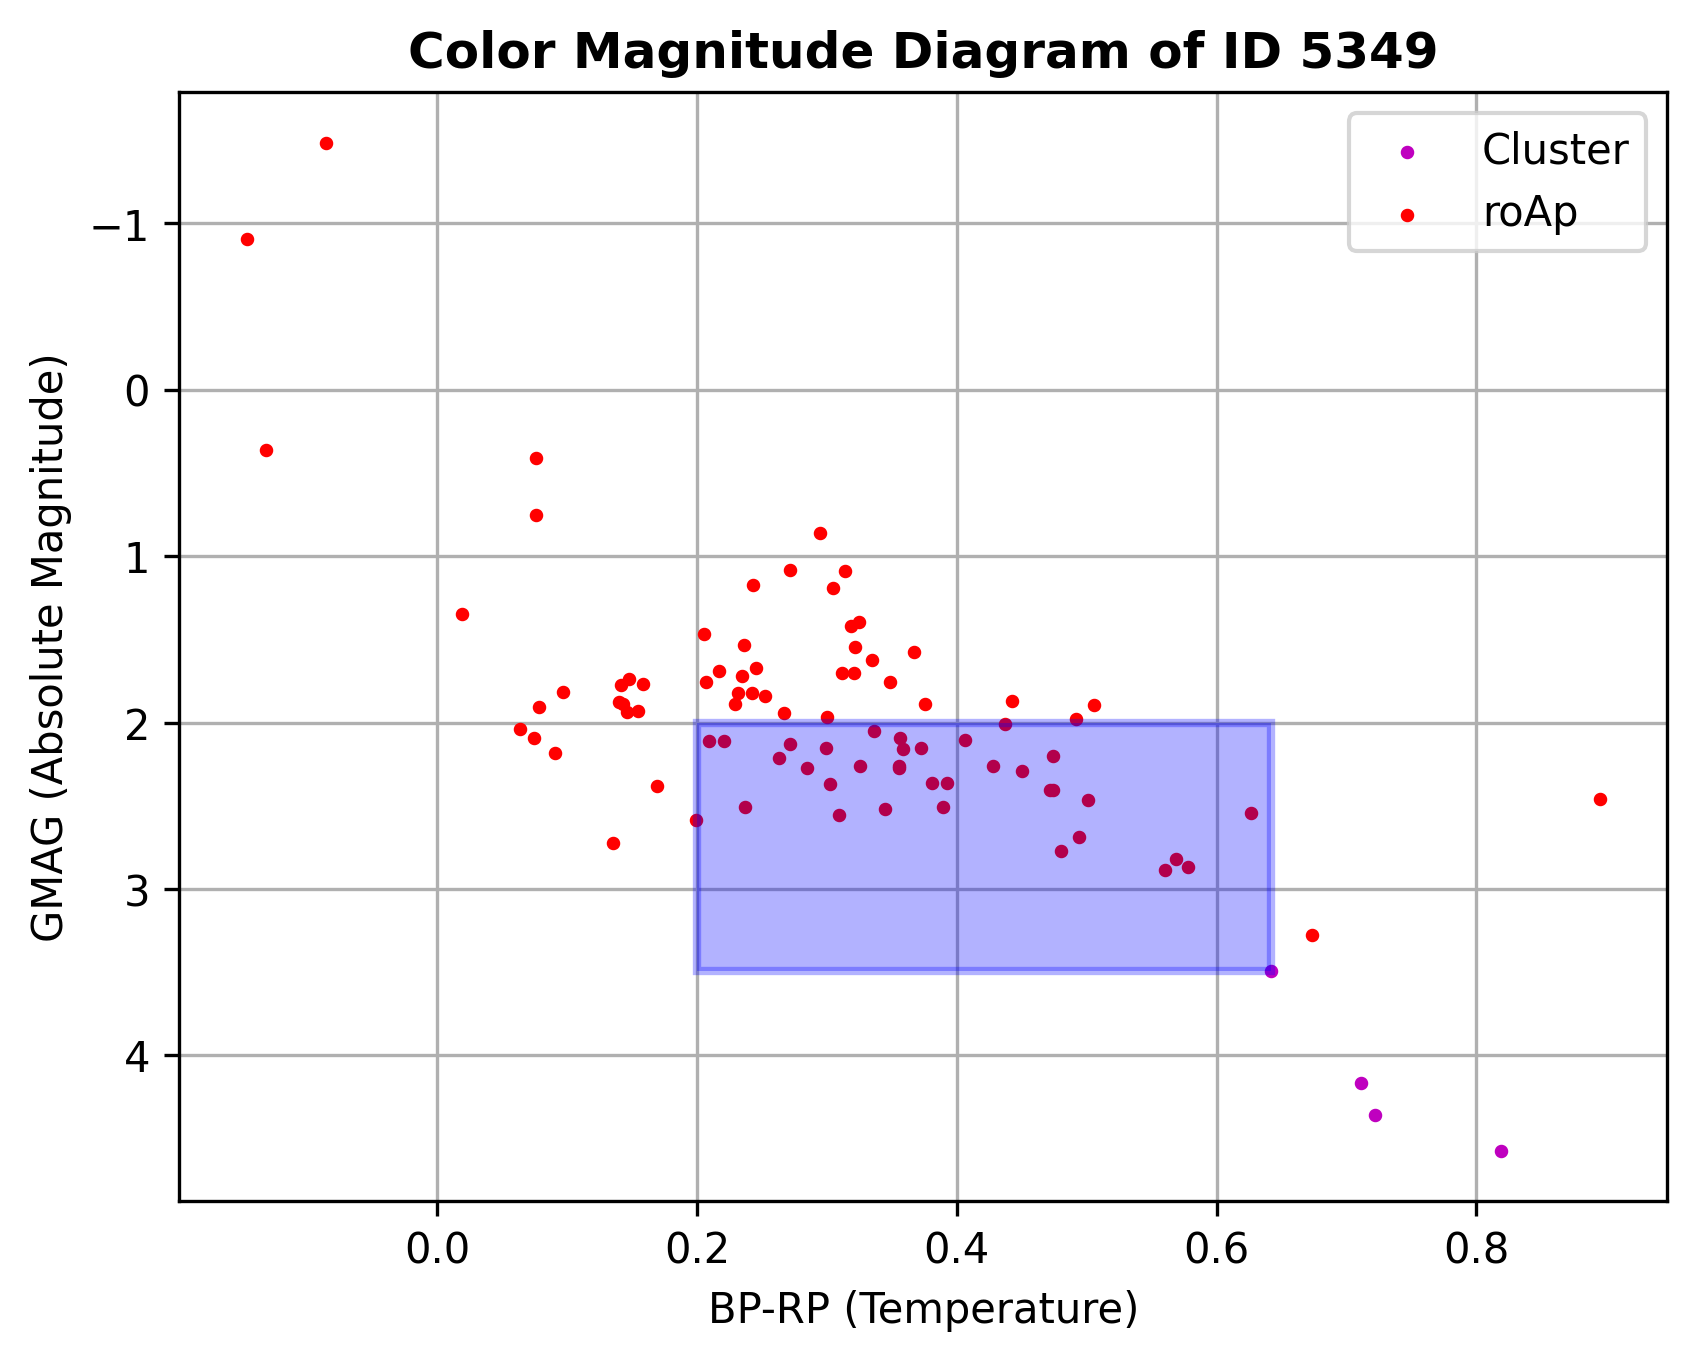 Color Magnitude Diagram of ID 5349
Cluster
roAp
−1
0
1
2
3
4
GMAG (Absolute Magnitude)
0.0 0.2 0.4 0.6 0.8
BP-RP (Temperature)